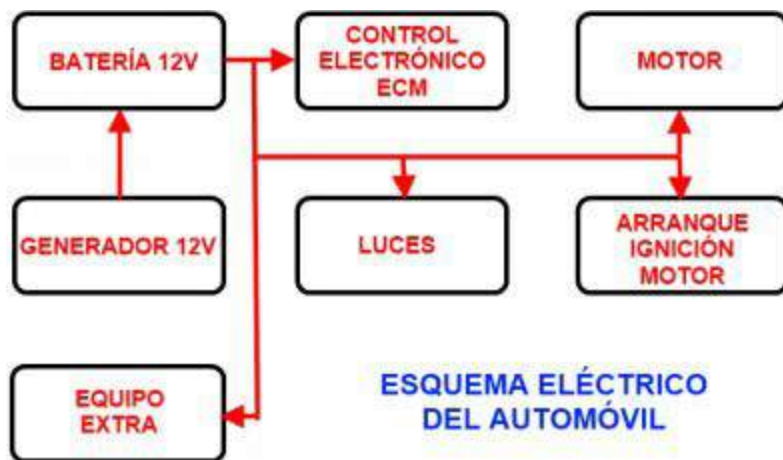 BATERÍA 12V
CONTROL
ELECTRÓNICO
ECM
MOTOR
GENERADOR 12V
LUCES
ARRANQUE
IGNICIÓN
MOTOR
EQUIPO
EXTRA
ESQUEMA ELÉCTRICO
DEL AUTOMÓVIL